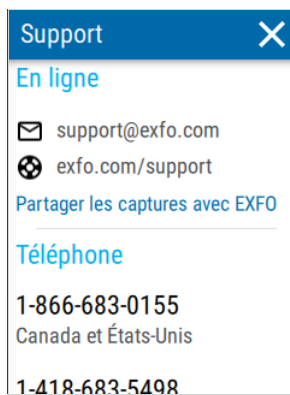 Support
En ligne
support@exfo.com
exfo.com/support
Partager les captures avec EXFO
Téléphone
1-866-683-0155
Canada et États-Unis
1-418-683-5498